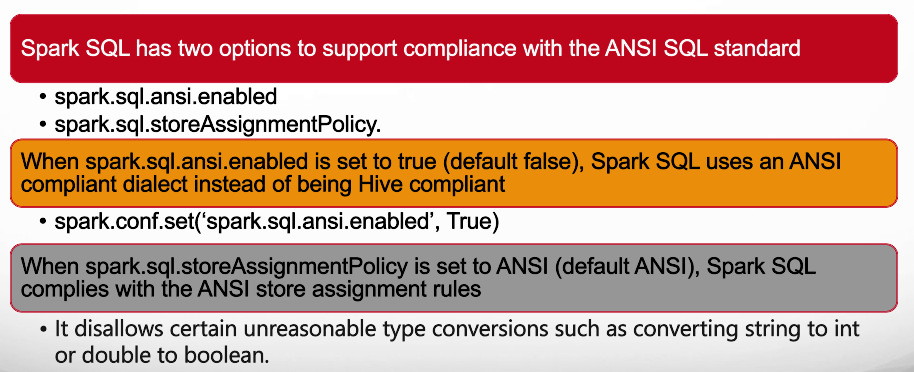 Spark SQL has two options to support compliance with the ANSI SQL standard
• spark.sql.ansi.enabled
• spark.sql.storeAssignmentPolicy.
When spark.sql.ansi.enabled is set to true (default false), Spark SQL uses an ANSI
compliant dialect instead of being Hive compliant
• spark.conf.set(‘spark.sql.ansi.enabled’, True)
When spark.sql.storeAssignmentPolicy is set to ANSI (default ANSI), Spark SQL
complies with the ANSI store assignment rules
• It disallows certain unreasonable type conversions such as converting string to int
or double to boolean.